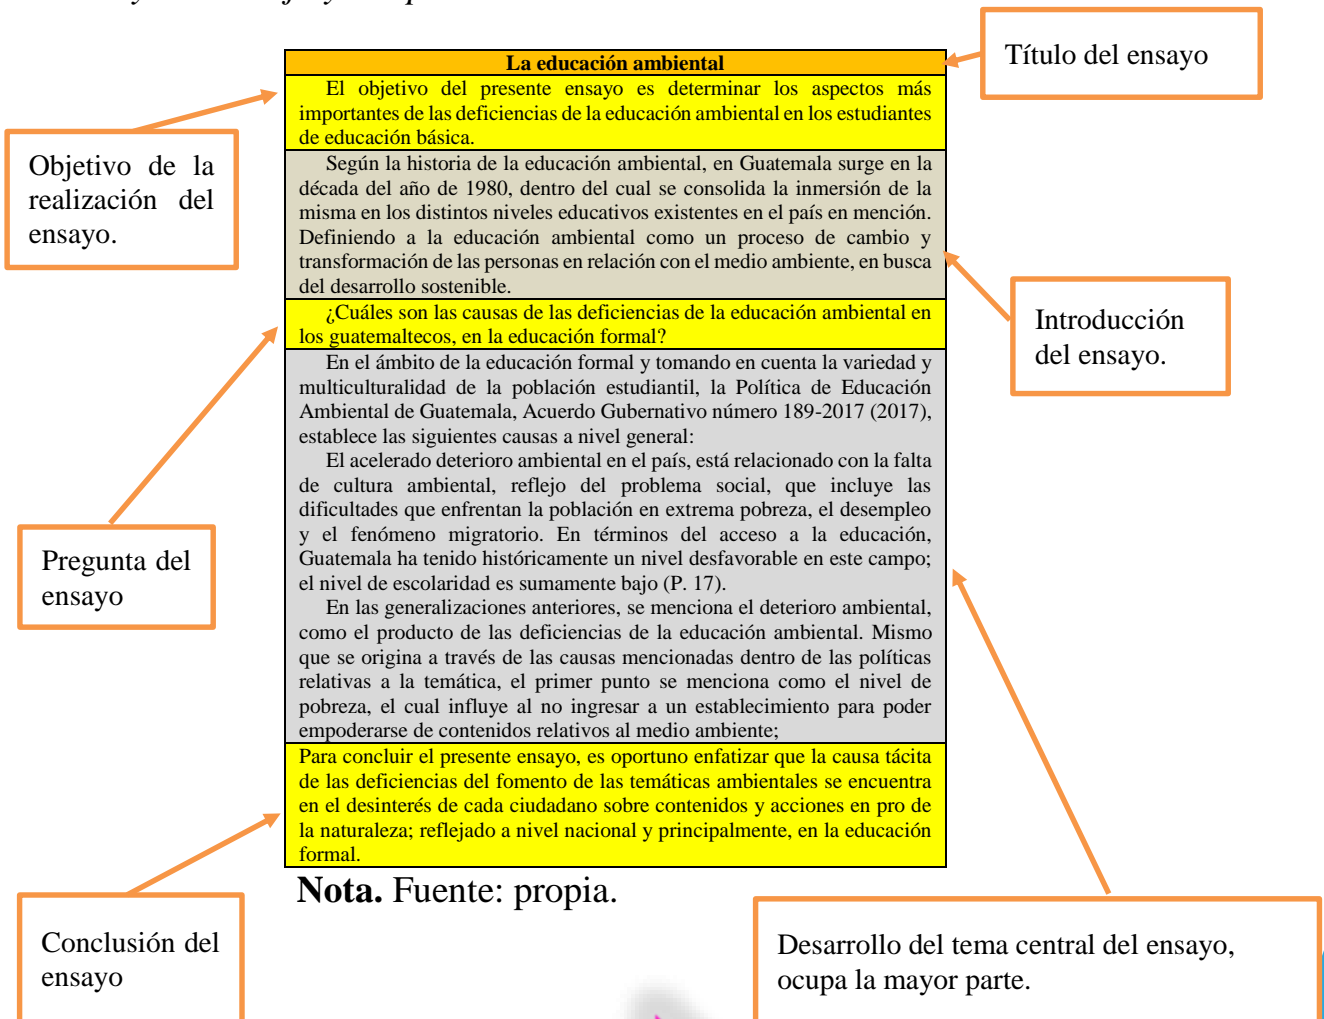 Título del ensayo
La educación ambiental
El objetivo del presente ensayo es determinar los aspectos más
importantes de las deficiencias de la educación ambiental en los estudiantes
de educación básica.
Objetivo de la
realización del
ensayo.
Según la historia de la educación ambiental, en Guatemala surge en la
década del año de 1980, dentro del cual se consolida la inmersión de la
misma en los distintos niveles educativos existentes en el país en mención.
Definiendo a la educación ambiental como un proceso de cambio y
transformación de las personas en relación con el medio ambiente, en busca
del desarrollo sostenible.
Introducción
del ensayo.
¿Cuáles son las causas de las deficiencias de la educación ambiental en
los guatemaltecos, en la educación formal?
Pregunta del
ensayo
En el ámbito de la educación formal y tomando en cuenta la variedad y
multiculturalidad de la población estudiantil, la Política de Educación
Ambiental de Guatemala, Acuerdo Gubernativo número 189-2017 (2017),
establece las siguientes causas a nivel general:
El acelerado deterioro ambiental en el país, está relacionado con la falta
de cultura ambiental, reflejo del problema social, que incluye las
dificultades que enfrentan la población en extrema pobreza, el desempleo
y el fenómeno migratorio. En términos del acceso a la educación,
Guatemala ha tenido históricamente un nivel desfavorable en este campo;
el nivel de escolaridad es sumamente bajo (P. 17).
En las generalizaciones anteriores, se menciona el deterioro ambiental,
como el producto de las deficiencias de la educación ambiental. Mismo
que se origina a través de las causas mencionadas dentro de las políticas
relativas a la temática, el primer punto se menciona como el nivel de
pobreza, el cual influye al no ingresar a un establecimiento para poder
empoderarse de contenidos relativos al medio ambiente;
Para concluir el presente ensayo, es oportuno enfatizar que la causa tácita
de las deficiencias del fomento de las temáticas ambientales se encuentra
en el desinterés de cada ciudadano sobre contenidos y acciones en pro de
la naturaleza; reflejado a nivel nacional y principalmente, en la educación
formal.
Nota. Fuente: propia.
Conclusión del
ensayo
Desarrollo del tema central del ensayo,
ocupa la mayor parte.